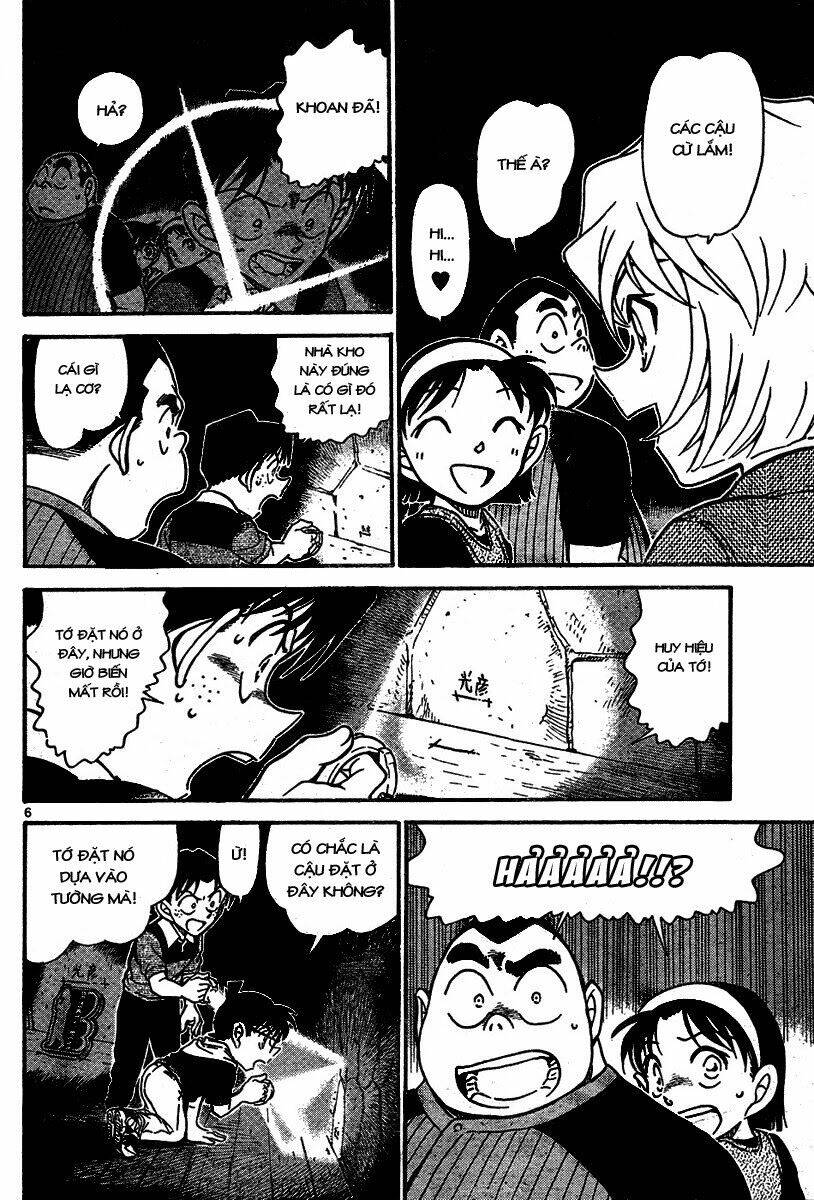 CÁC CẬU
CỪ LẮM!
THẾ À?
HI...
HI...
♥
KHOAN ĐÃ!
HẢ?
NHÀ KHO
NÀY ĐÚNG
LÀ CÓ GÌ ĐÓ
RẤT LẠ!
CÁI GÌ
LẠ CƠ?
HUY HIỆU
CỦA TỚ!
光彦
TỚ ĐẶT NÓ Ở
ĐÂY, NHƯNG
GIỜ BIẾN
MẤT RỒI!
6
HẢẢẢẢẢ!!?
CÓ CHẮC LÀ
CẬU ĐẶT Ở
ĐÂY KHÔNG?
Ừ!
TỚ ĐẶT NÓ
DỰA VÀO
TƯỜNG MÀ!
光彦
B